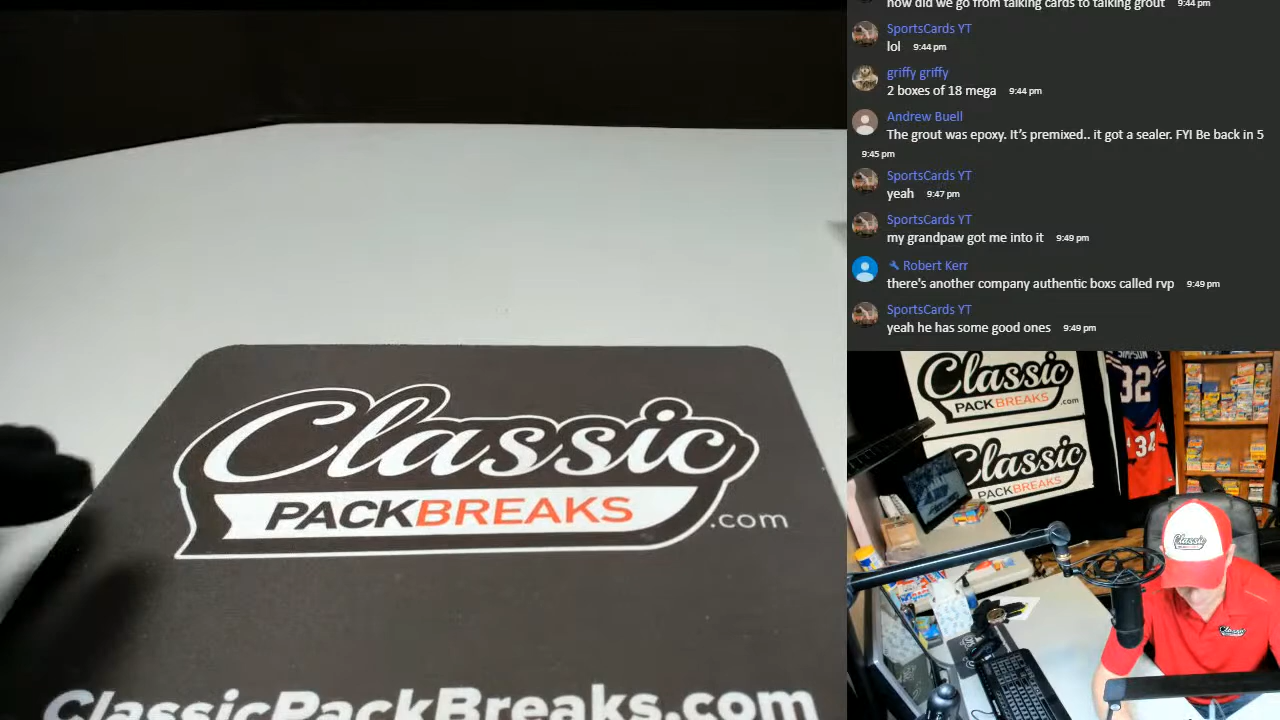 how did we go from talking cards to talking grout 9:44 pm
SportsCards YT
lol 9:44 pm
griffy griffy
2 boxes of 18 mega 9:44 pm
Andrew Buell
The grout was epoxy. It's premixed.. it got a sealer. FYI! Be back in 5
9:45 pm
SportsCards YT
yeah 9:47 pm
SportsCards YT
my grandpaw got me into it 9:49 pm
Robert Kerr
there's another company authentic boxs called rvp 9:49 pm
SportsCards YT
yeah he has some good ones 9:49 pm
Classic
PACKBREAKS
.com
ClassicPackBreaks.com
Classic
PACKBREAKS
.com
Classic
PACKBREAKS
.com
SIMPSON
32
34
Classic
Classic